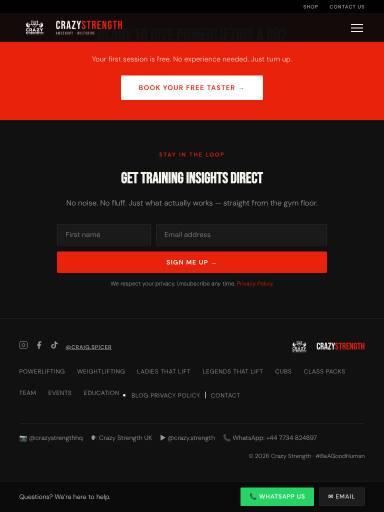 SHOP CONTACT US
CRAZYSTRENGTH
Your first session is free. No experience needed. Just turn up.
BOOK YOUR FREE TASTER →
STAY IN THE LOOP
GET TRAINING INSIGHTS DIRECT
No noise. No fluff. Just what actually works — straight from the gym floor.
First name Email address
SIGN ME UP →
We respect your privacy. Unsubscribe any time. Privacy Policy.
@CRAIG.SPICER CRAZYSTRENGTH
POWERLIFTING WEIGHTLIFTING LADIES THAT LIFT LEGENDS THAT LIFT CUBS CLASS PACKS
TEAM EVENTS EDUCATION • BLOG PRIVACY POLICY | CONTACT
@crazystrengthhq Crazy Strength UK @crazy.strength WhatsApp: +44 7734 824897
© 2026 Crazy Strength · #BeAGoodHuman
Questions? We're here to help. WHATSAPP US EMAIL